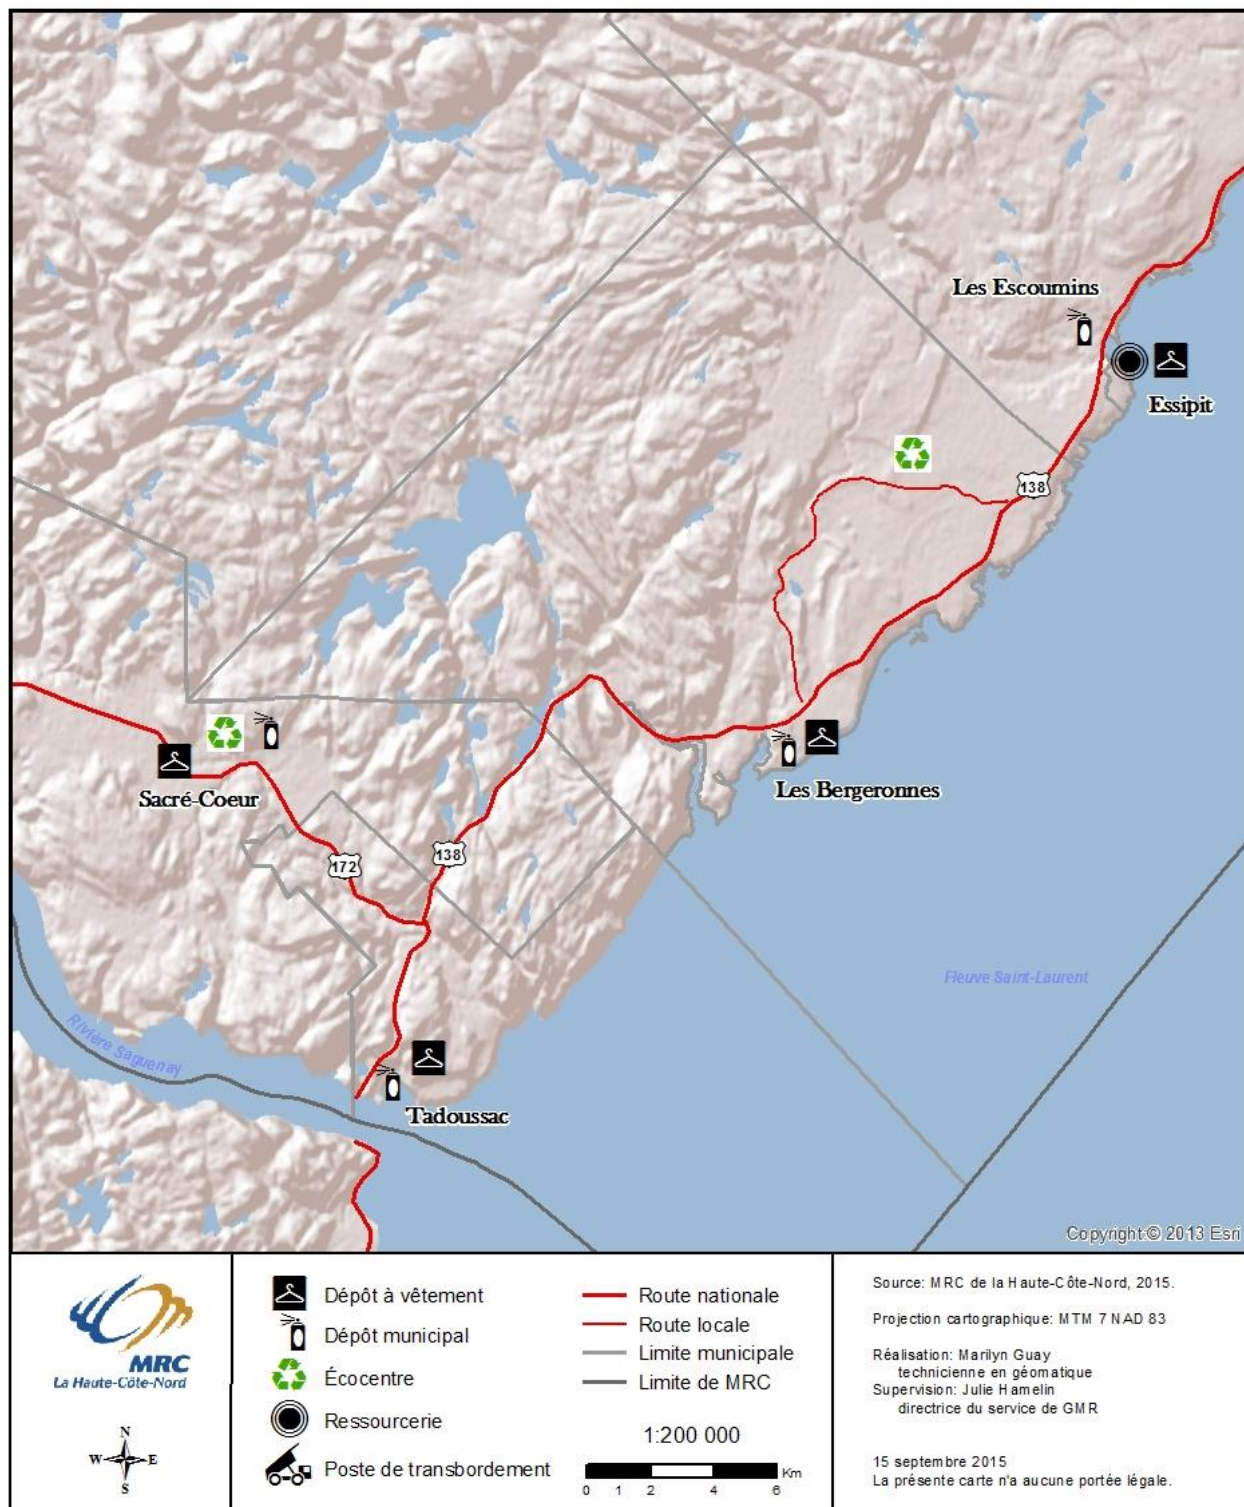 Les Escoumins
Essipit
138
Les Bergeronnes
Sacré-Coeur
172
138
Fleuve Saint-Laurent
Rivière Saguenay
Tadoussac
Copyright:© 2013 Esri
MRC
La Haute-Côte-Nord
N
W E
S
Dépôt à vêtement
Dépôt municipal
Écocentre
Ressourcerie
Poste de transbordement
Route nationale
Route locale
Limite municipale
Limite de MRC
1:200 000
Km
0 1 2 4 6
Source: MRC de la Haute-Côte-Nord, 2015.
Projection cartographique: MTM 7 NAD 83
Réalisation: Marilyn Guay
technicienne en géomatique
Supervision: Julie Hamelin
directrice du service de GMR
15 septembre 2015
La présente carte n'a aucune portée légale.